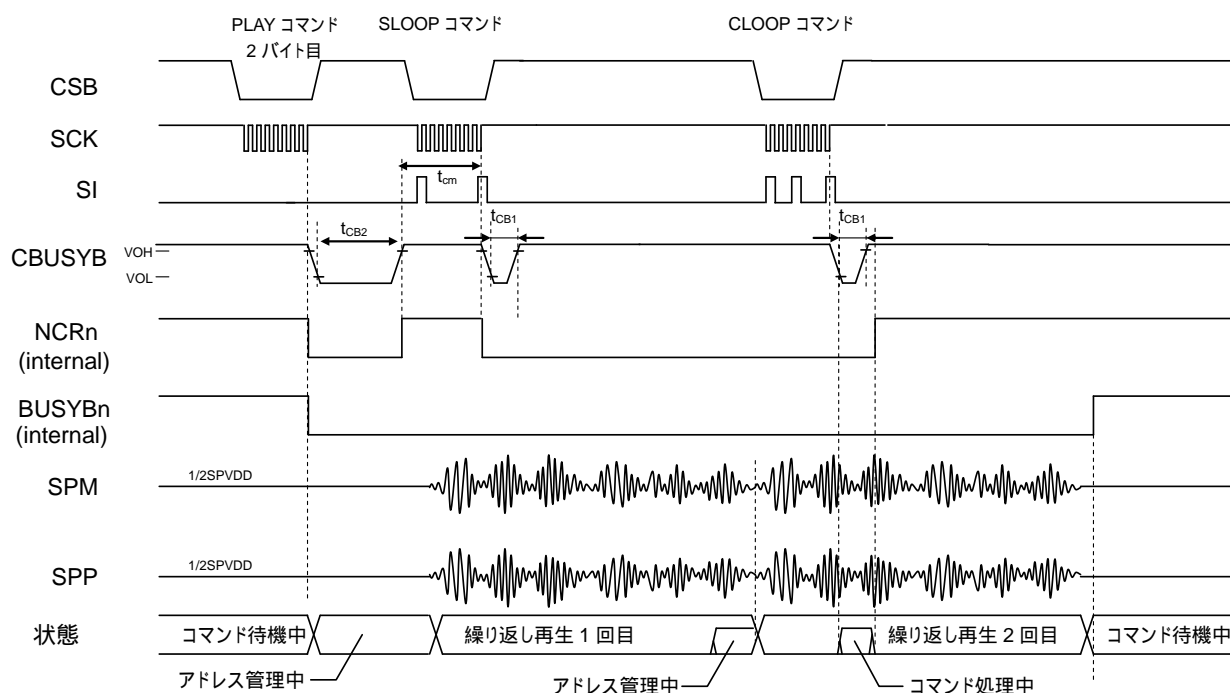 PLAY コマンド
2 バイト目
SLOOP コマンド
CLOOP コマンド
CSB
SCK
SI
tcm
tCB2
tCB1
tCB1
CBUSYB
VOH
VOL
NCRn
(internal)
BUSYBn
(internal)
SPM
1/2SPVDD
SPP
1/2SPVDD
状態
コマンド待機中
繰り返し再生 1 回目
繰り返し再生 2 回目
コマンド待機中
アドレス管理中
アドレス管理中
コマンド処理中